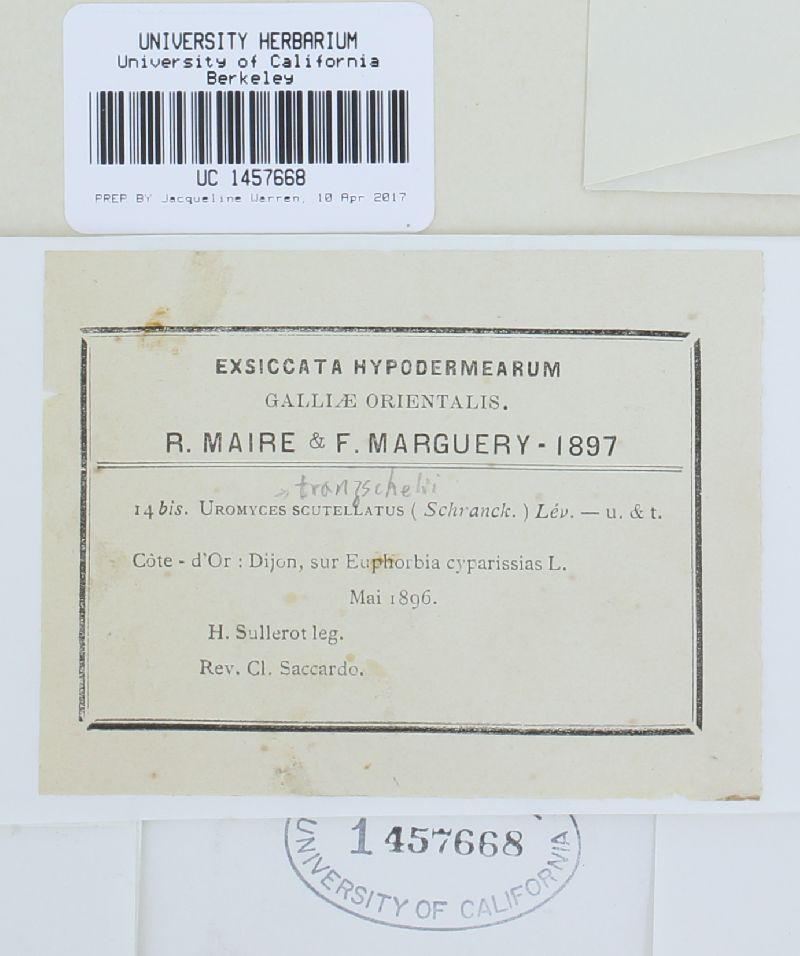 UNIVERSITY HERBARIUM
University of California
Berkeley
UC 1457668
PREP BY Jacqueline Warren, 10 Apr 2017
EXSICCATA HYPODERMEARUM
GALLIÆ ORIENTALIS.
R. MAIRE & F. MARGUERY - 1897
tranzschelii
14 bis. UROMYCES SCUTELLATUS ( Schranck. ) Lév. — u. & t.
Côte - d'Or : Dijon, sur Euphorbia cyparissias L.
Mai 1896.
H. Sullerot leg.
Rev. Cl. Saccardo.
1457668
UNIVERSITY OF CALIFORNIA